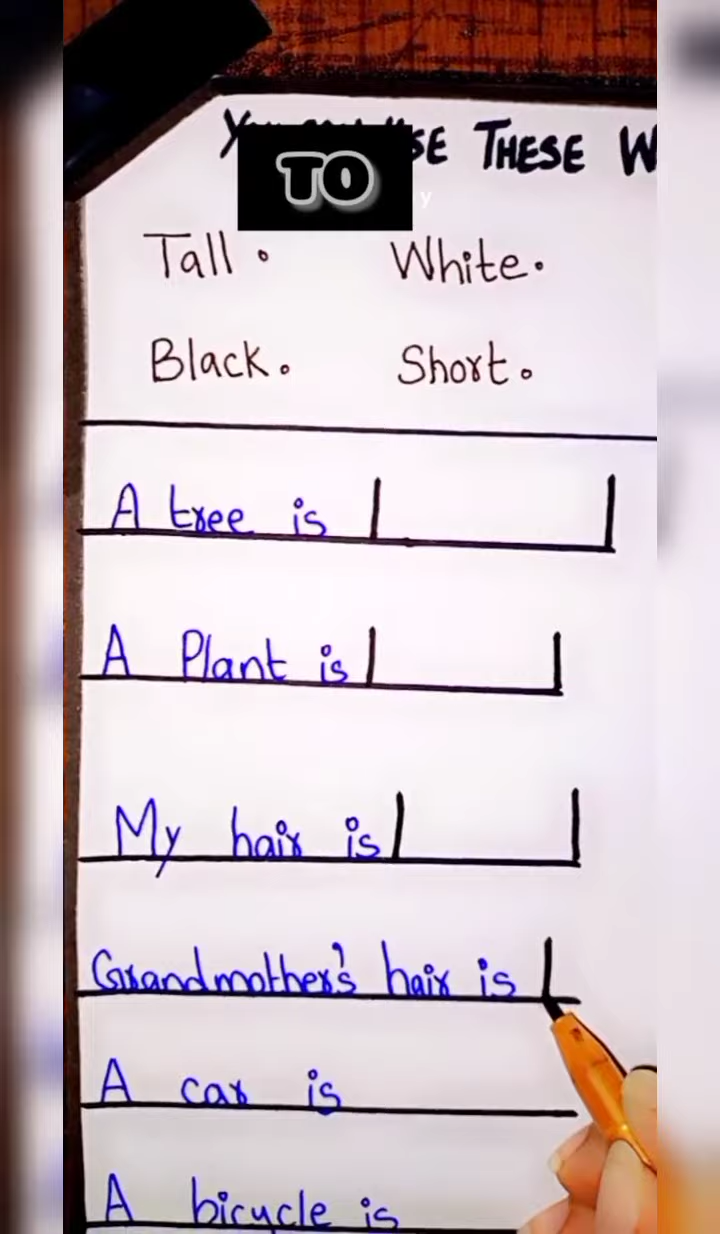 SE THESE W
TO
y
Tall. White.
Black. Short.
A tree is
A Plant is
My hair is
Grandmother's hair is
A car is
A bicycle is